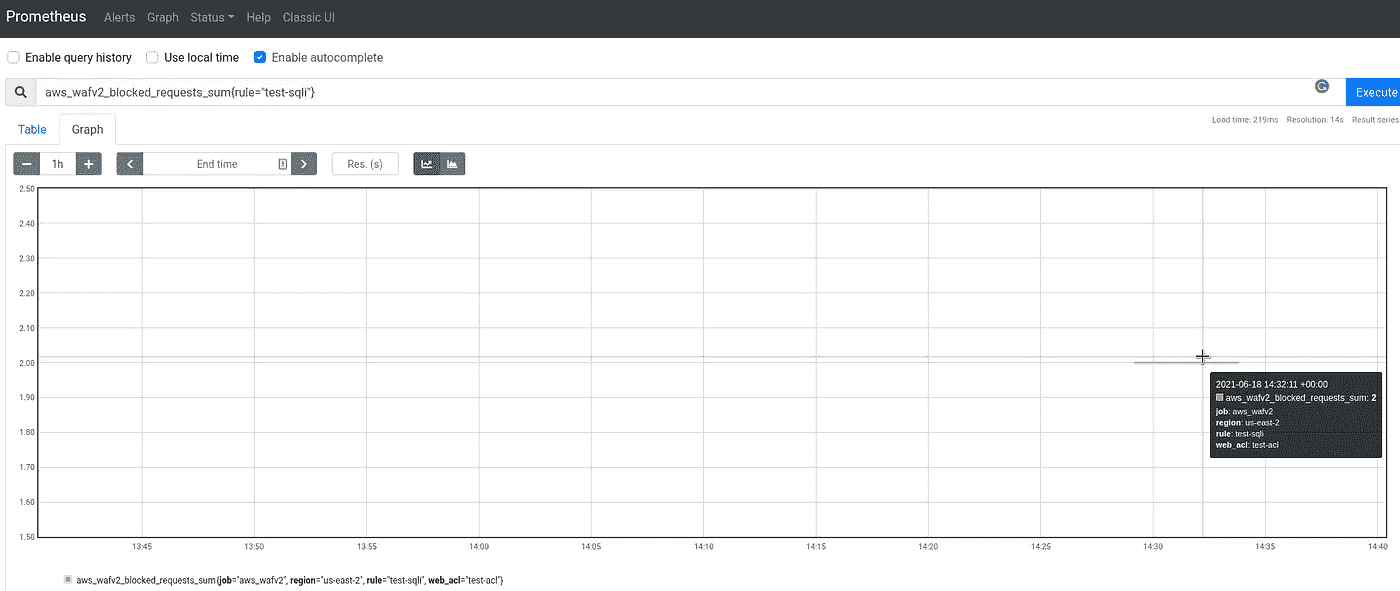 Prometheus Alerts Graph Status Help Classic UI
Enable query history Use local time Enable autocomplete
aws_wafv2_blocked_requests_sum{rule="test-sqli"} Execute
Table Graph
Load time: 219ms Resolution: 14s Result series
1h End time Res. (s)
2.50
2.40
2.30
2.20
2.10
2.00
1.90
1.80
1.70
1.60
1.50
2021-06-18 14:32:11 +00:00
aws_wafv2_blocked_requests_sum: 2
job: aws_wafv2
region: us-east-2
rule: test-sqli
web_acl: test-acl
13:45 13:50 13:55 14:00 14:05 14:10 14:15 14:20 14:25 14:30 14:35 14:40
aws_wafv2_blocked_requests_sum{job="aws_wafv2", region="us-east-2", rule="test-sqli", web_acl="test-acl"}